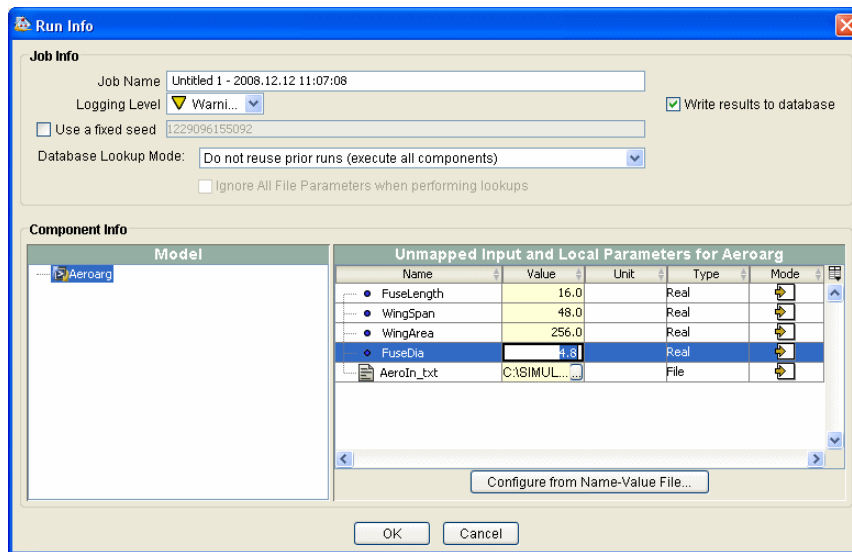 Run Info
Job Info
Job Name Untitled 1 - 2008.12.12 11:07:08
Logging Level Warni... Write results to database
Use a fixed seed 1229096155092
Database Lookup Mode: Do not reuse prior runs (execute all components)
Ignore All File Parameters when performing lookups
Component Info
Model Unmapped Input and Local Parameters for Aeroarg
Aeroarg Name Value Unit Type Mode
FuseLength 16.0 Real
WingSpan 48.0 Real
WingArea 256.0 Real
FuseDia 4.8 Real
AeroIn_txt C:\SIMUL... ... File
Configure from Name-Value File...
OK Cancel